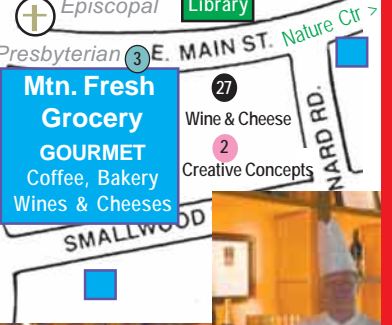 Episcopal
Library
Nature Ctr >
Presbyterian
3
E. MAIN ST.
Mtn. Fresh
Grocery
GOURMET
Coffee, Bakery
Wines & Cheeses
27
Wine & Cheese
2
Creative Concepts
NARD RD.
SMALLWOOD